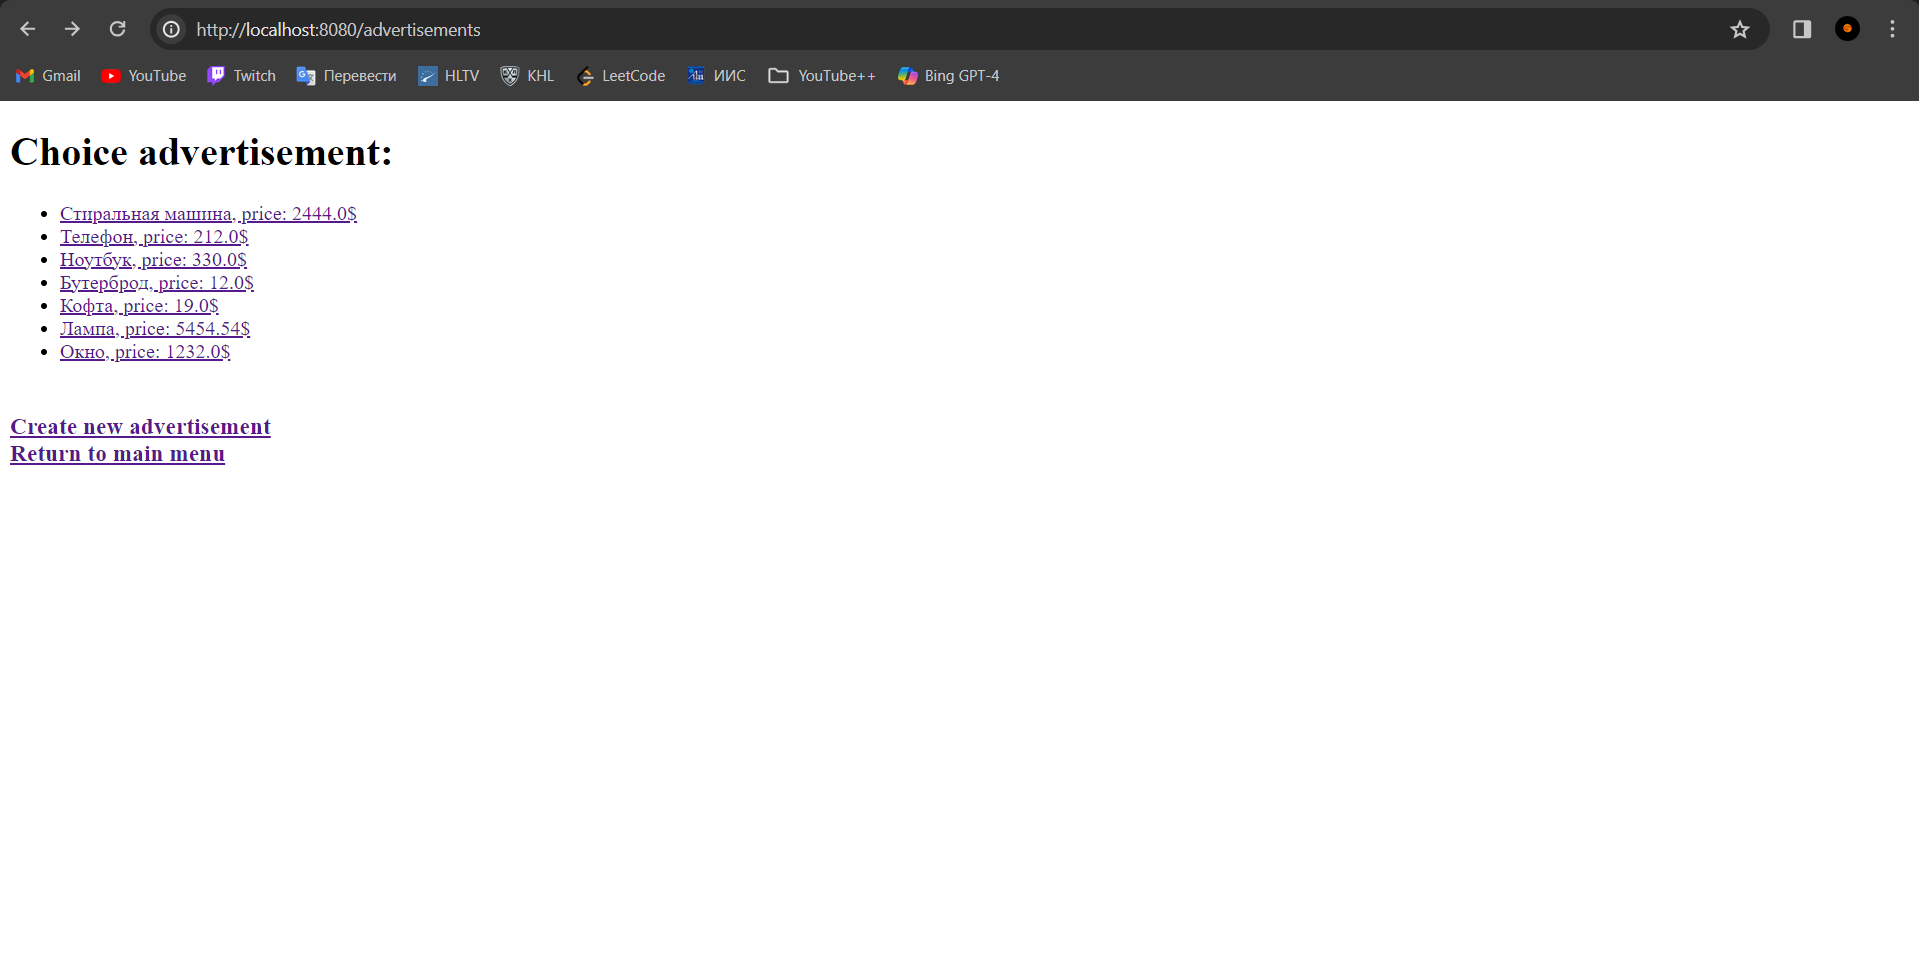 http://localhost:8080/advertisements
Gmail YouTube Twitch Перевести HLTV KHL LeetCode ИИС YouTube++ Bing GPT-4
Choice advertisement:
Стиральная машина, price: 2444.0$
Телефон, price: 212.0$
Ноутбук, price: 330.0$
Бутерброд, price: 12.0$
Кофта, price: 19.0$
Лампа, price: 5454.54$
Окно, price: 1232.0$
Create new advertisement
Return to main menu